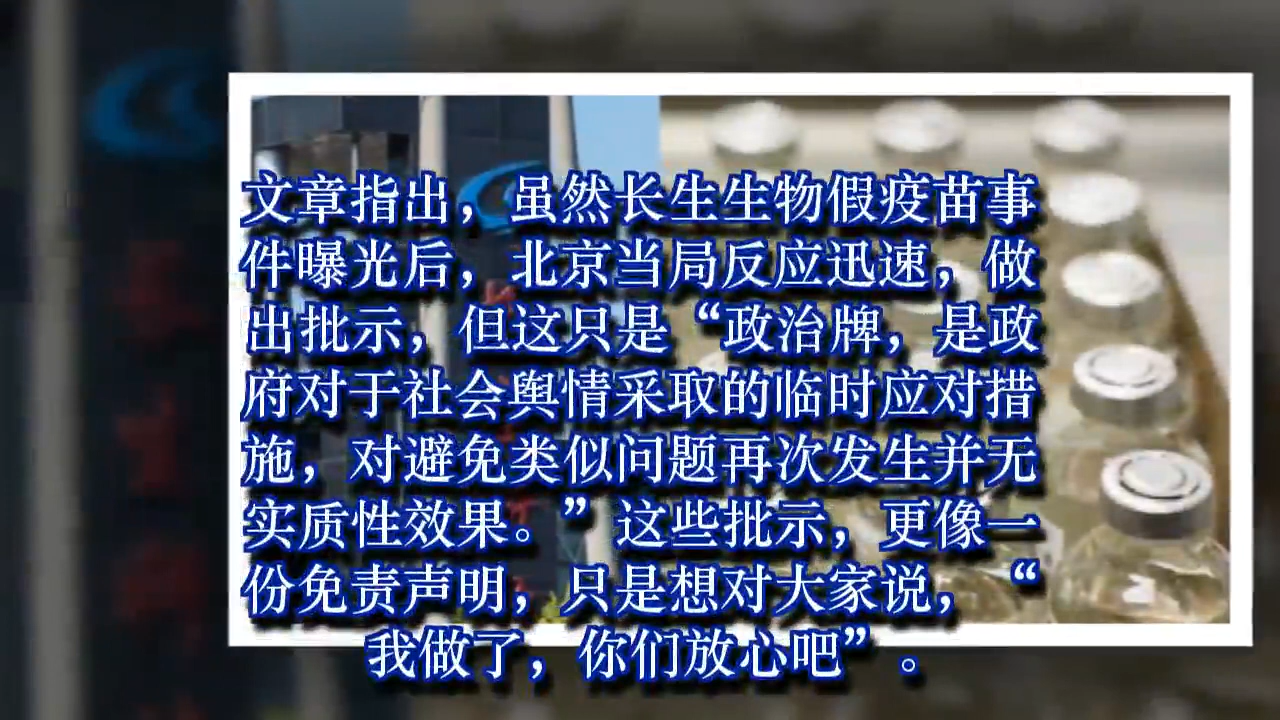 文章指出，虽然长生生物假疫苗事
件曝光后，北京当局反应迅速，做
出批示，但这只是“政治牌，是政
府对于社会舆情采取的临时应对措
施，对避免类似问题再次发生并无
实质性效果。”这些批示，更像一
份免责声明，只是想对大家说，“
我做了，你们放心吧”。